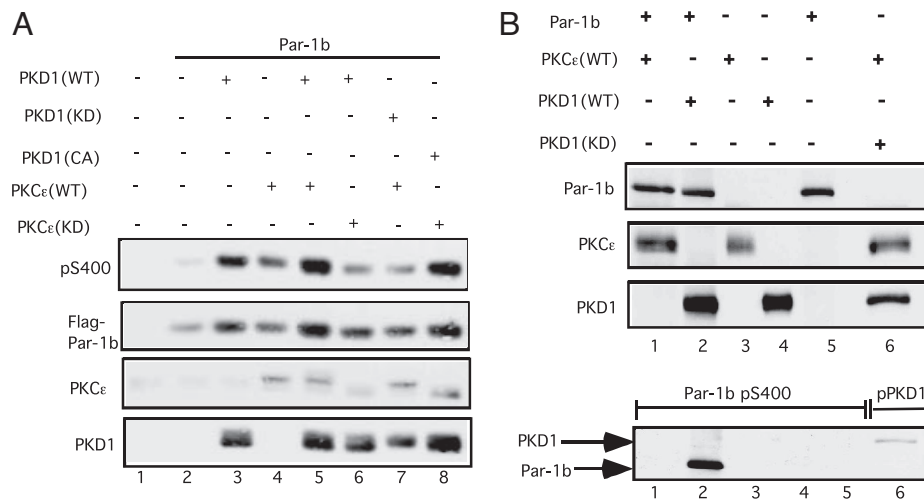 A
Par-1b
PKD1(WT) - - + - + + - -
PKD1(KD) - - - - - - + -
PKD1(CA) - - - - - - - +
PKCε(WT) - - - + + - + -
PKCε(KD) - - - - - + - +
pS400
Flag-
Par-1b
PKCε
PKD1
1 2 3 4 5 6 7 8
B
Par-1b + + - - + -
PKCε(WT) + - + - - +
PKD1(WT) - + - + - -
PKD1(KD) - - - - - +
Par-1b
PKCε
PKD1
1 2 3 4 5 6
Par-1b pS400 pPKD1
PKD1
Par-1b
1 2 3 4 5 6